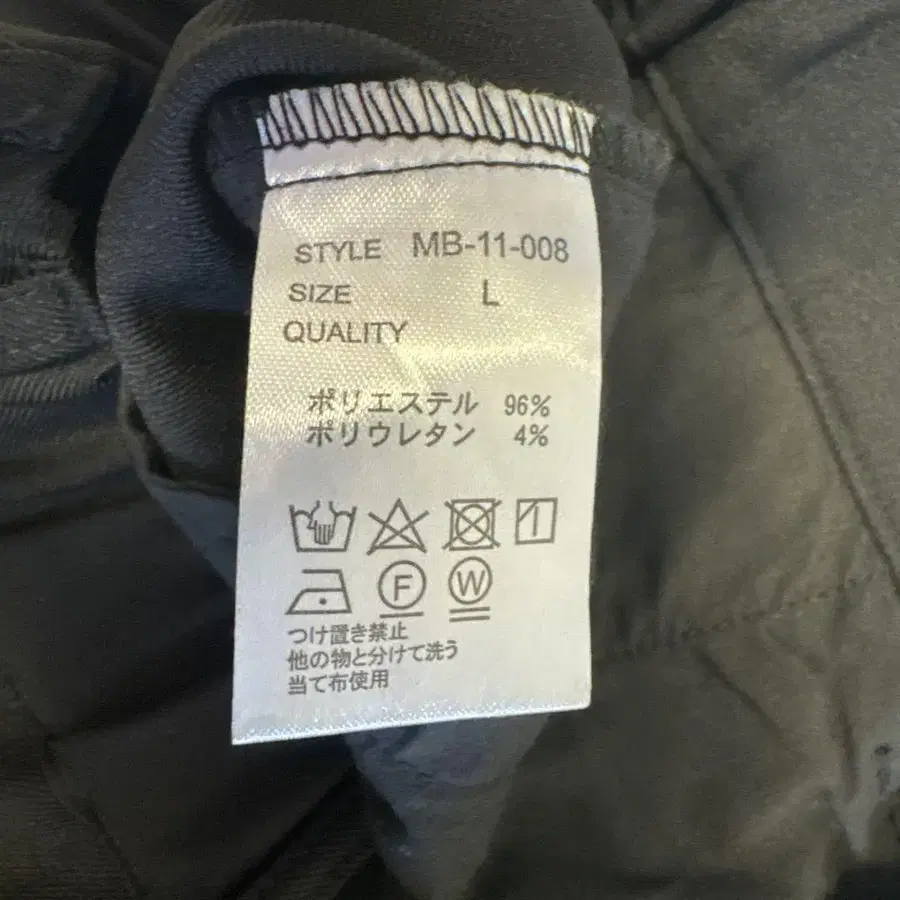 STYLE MB-11-008
SIZE L
QUALITY
ポリエステル 96%
ポリウレタン 4%
F W
つけ置き禁止
他の物と分けて洗う
当て布使用